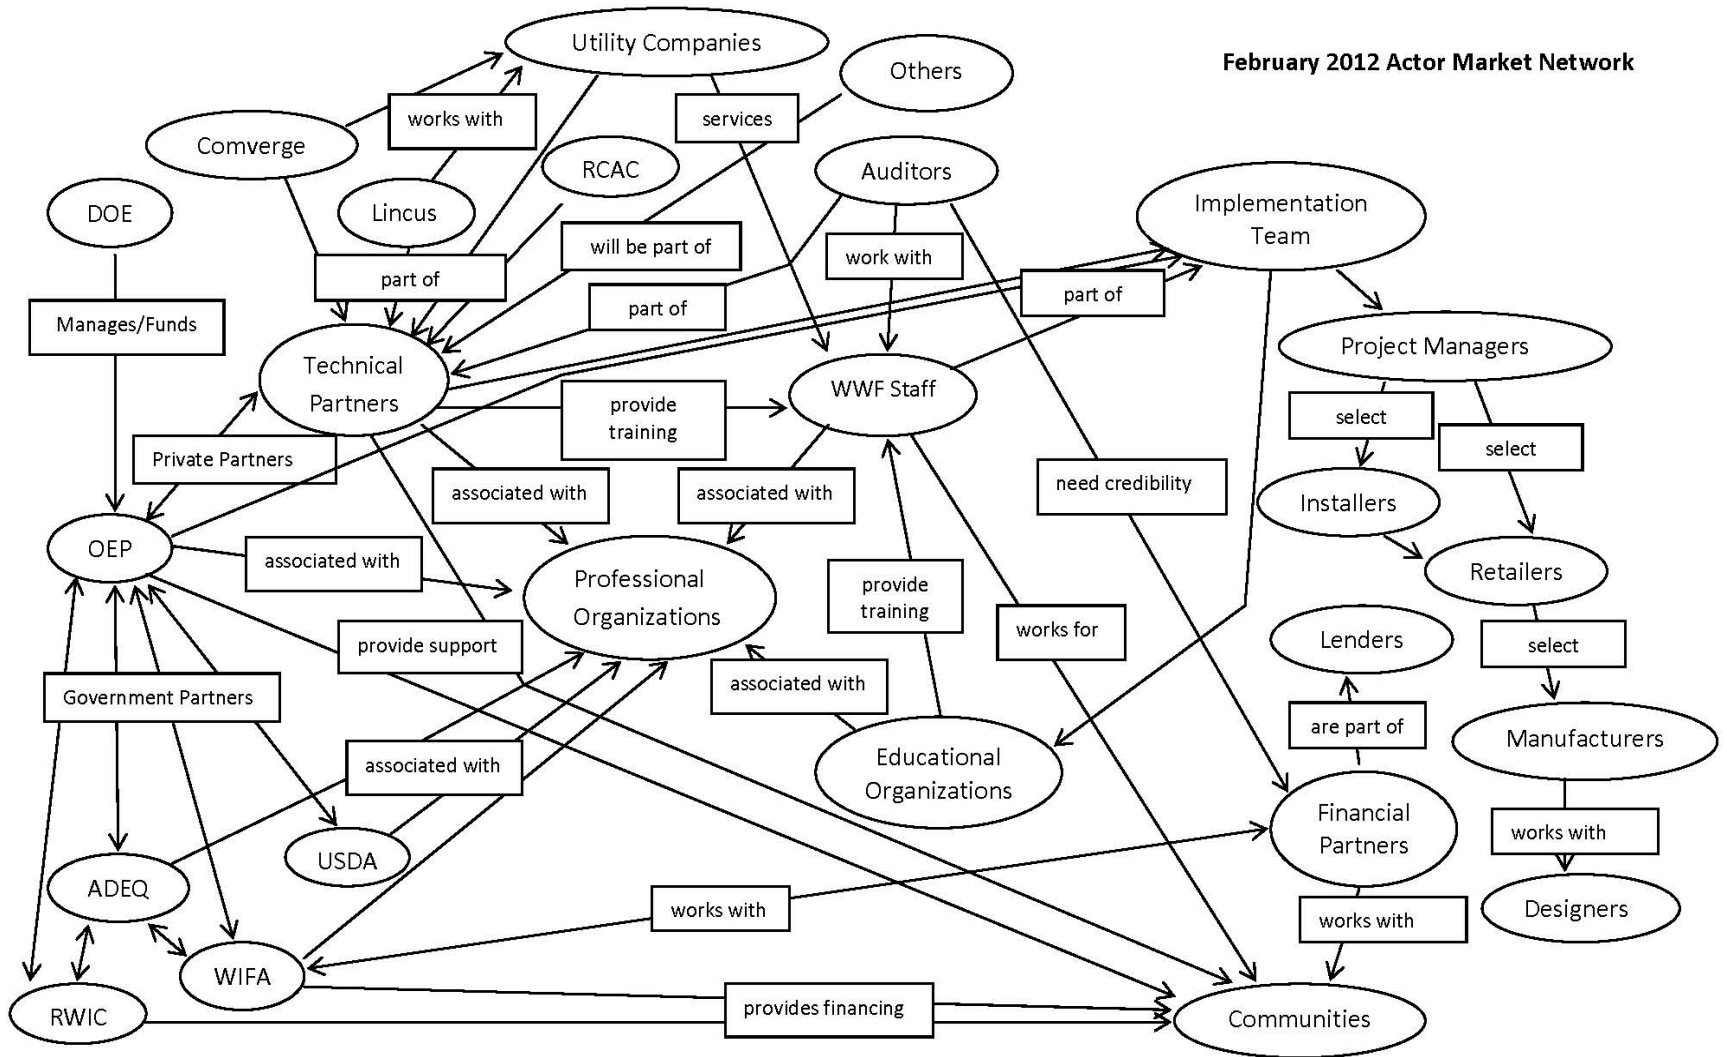 Utility Companies
Others
February 2012 Actor Market Network
works with
services
Comverge
RCAC
Auditors
DOE
Lincus
Implementation
Team
will be part of
work with
part of
part of
part of
Manages/Funds
Technical
Partners
WWF Staff
Project Managers
provide
training
select
select
Private Partners
associated with
associated with
need credibility
Installers
OEP
associated with
Professional
Organizations
provide
training
Retailers
works for
provide support
Lenders
select
Government Partners
associated with
are part of
Manufacturers
associated with
Educational
Organizations
Financial
Partners
works with
USDA
ADEQ
works with
works with
Designers
WIFA
RWIC
provides financing
Communities